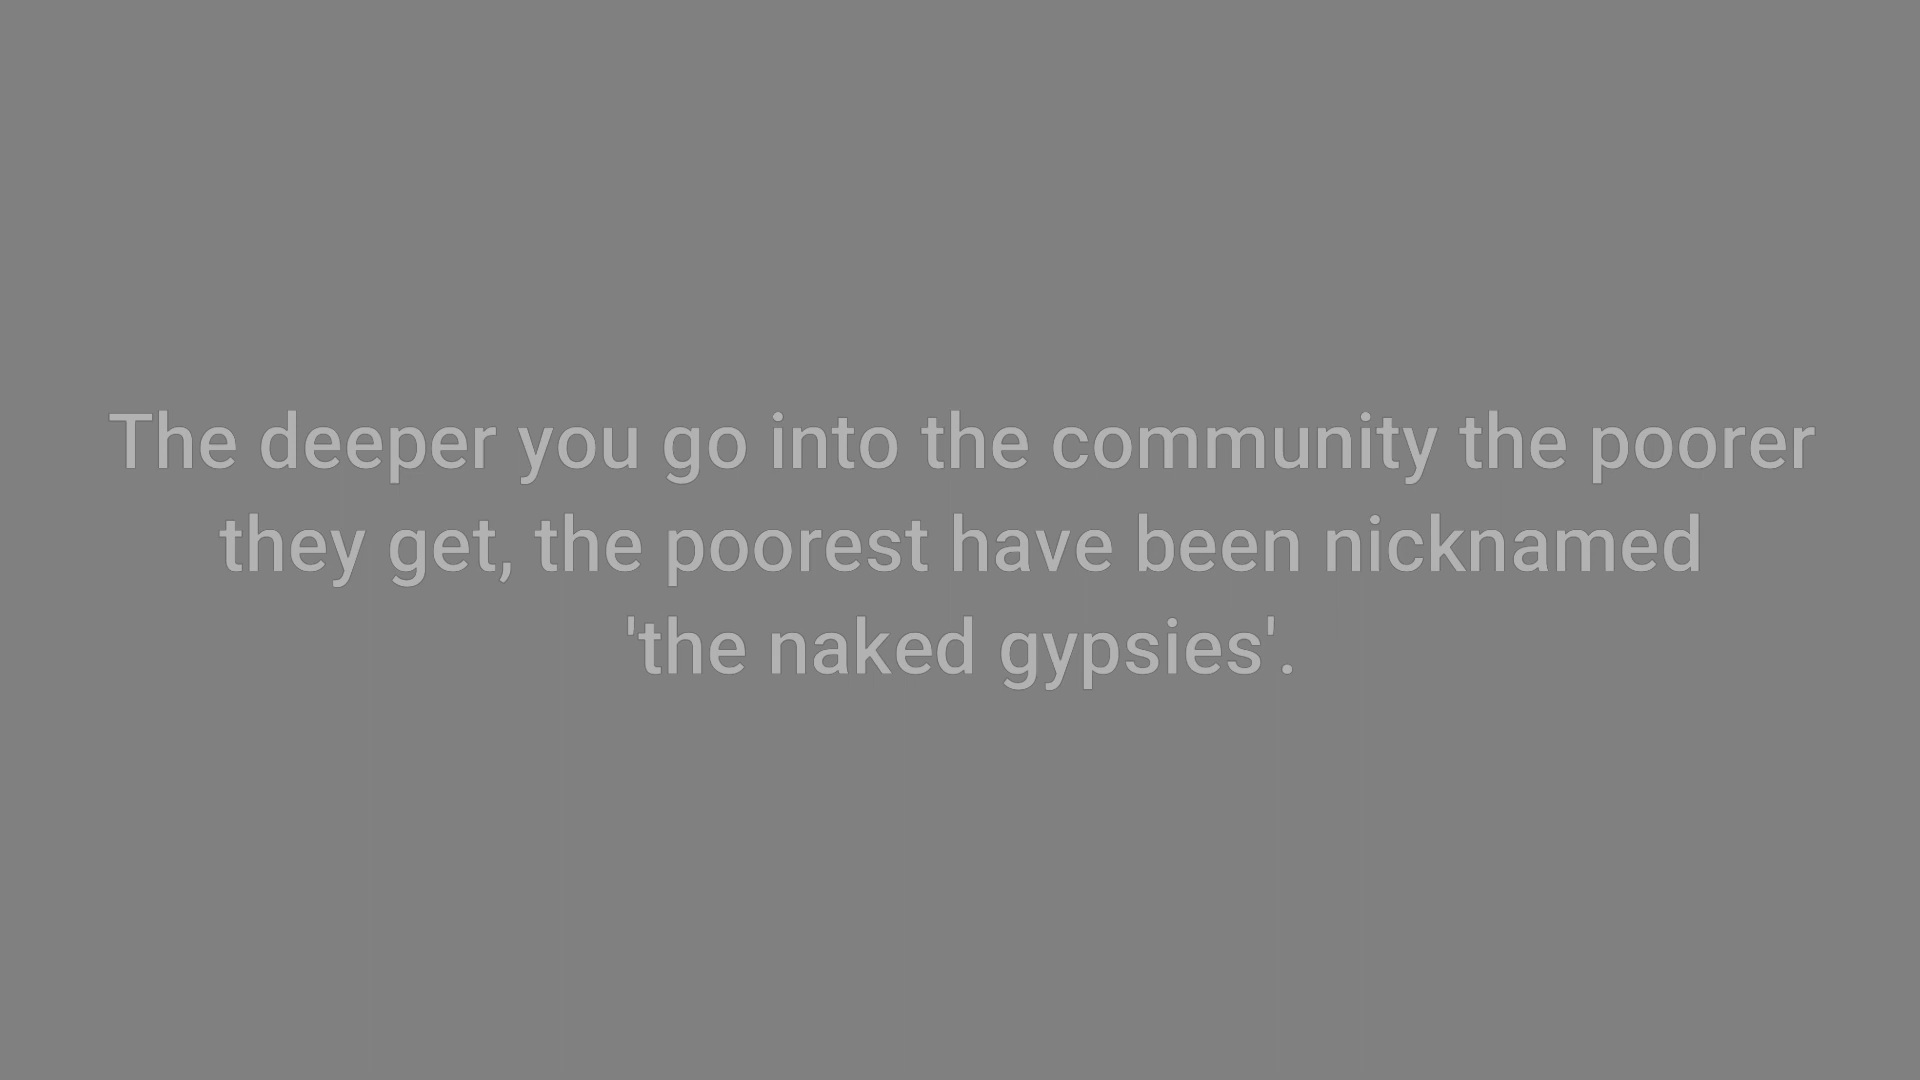 The deeper you go into the community the poorer
they get, the poorest have been nicknamed
'the naked gypsies'.